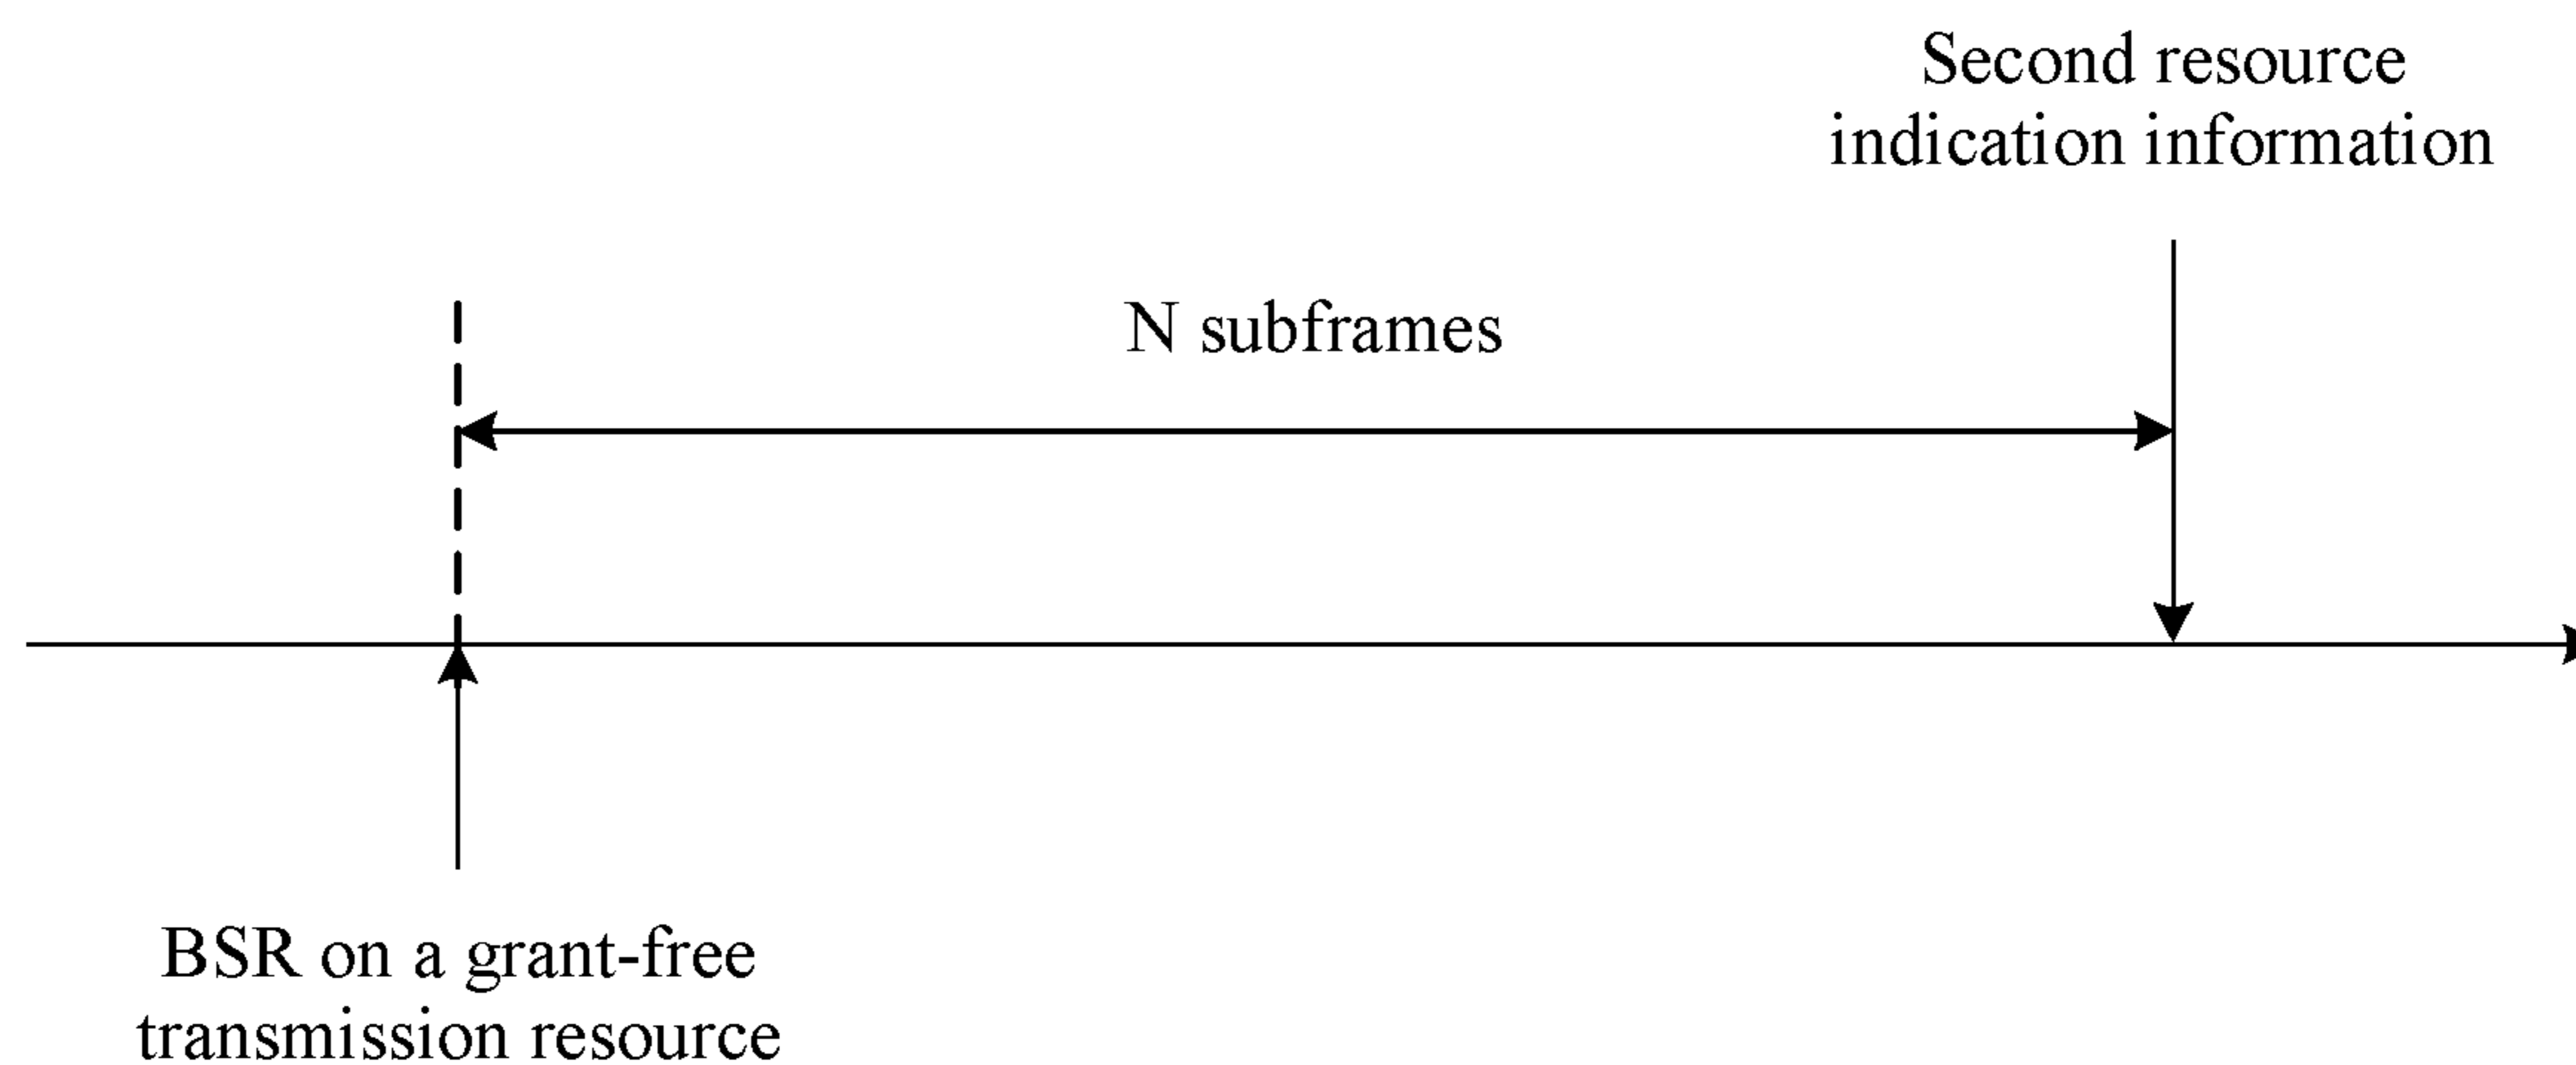 Second resource
indication information
N subframes
BSR on a grant-free
transmission resource